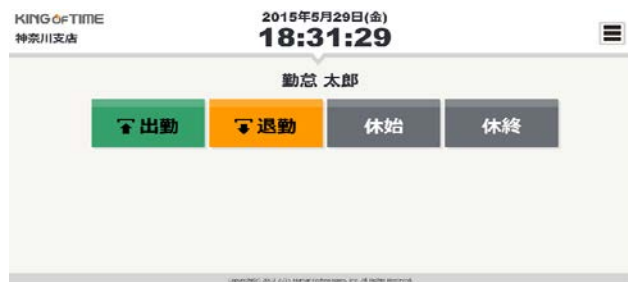 KING OF TIME
神奈川支店
2015年5月29日(金)
18:31:29
勤怠 太郎
出勤 退勤 休始 休終